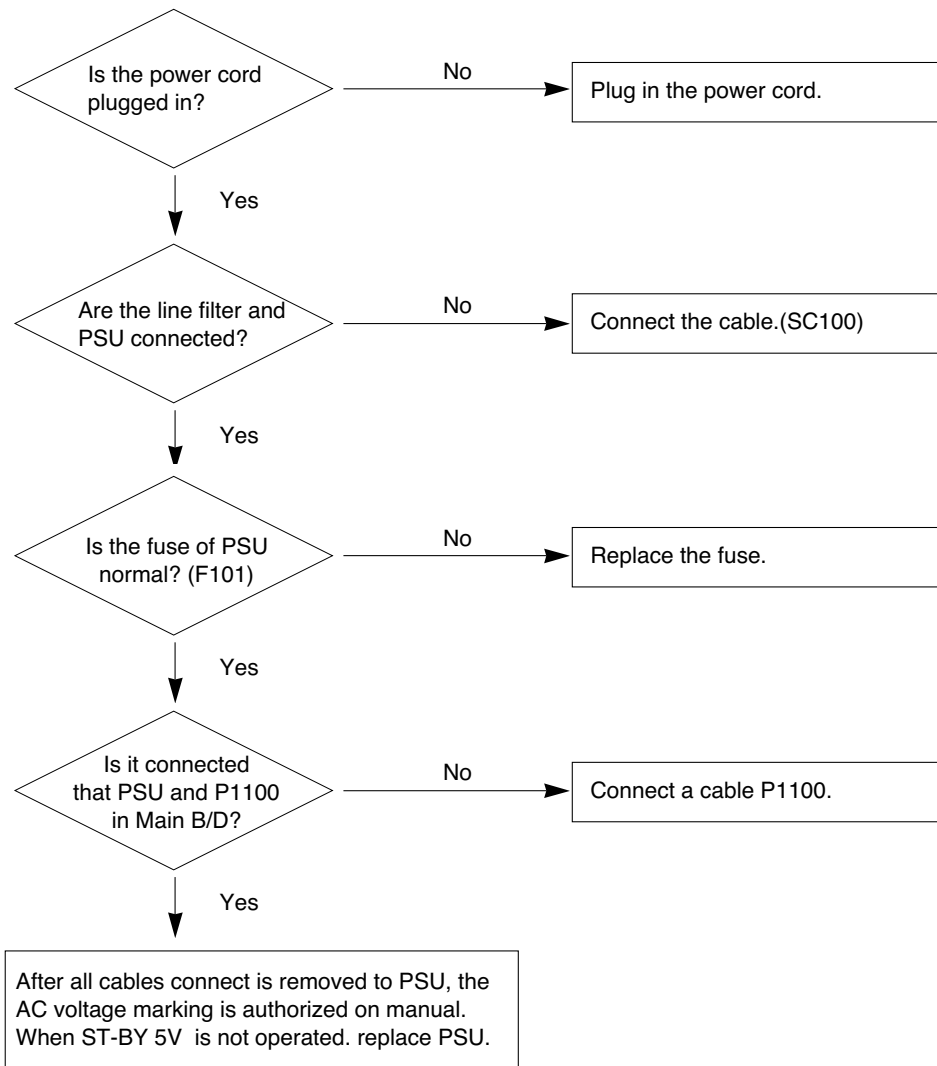 Is the power cord
plugged in?
No
Plug in the power cord.
Yes
Are the line filter and
PSU connected?
No
Connect the cable.(SC100)
Yes
Is the fuse of PSU
normal? (F101)
No
Replace the fuse.
Yes
Is it connected
that PSU and P1100
in Main B/D?
No
Connect a cable P1100.
Yes
After all cables connect is removed to PSU, the
AC voltage marking is authorized on manual.
When ST-BY 5V  is not operated. replace PSU.